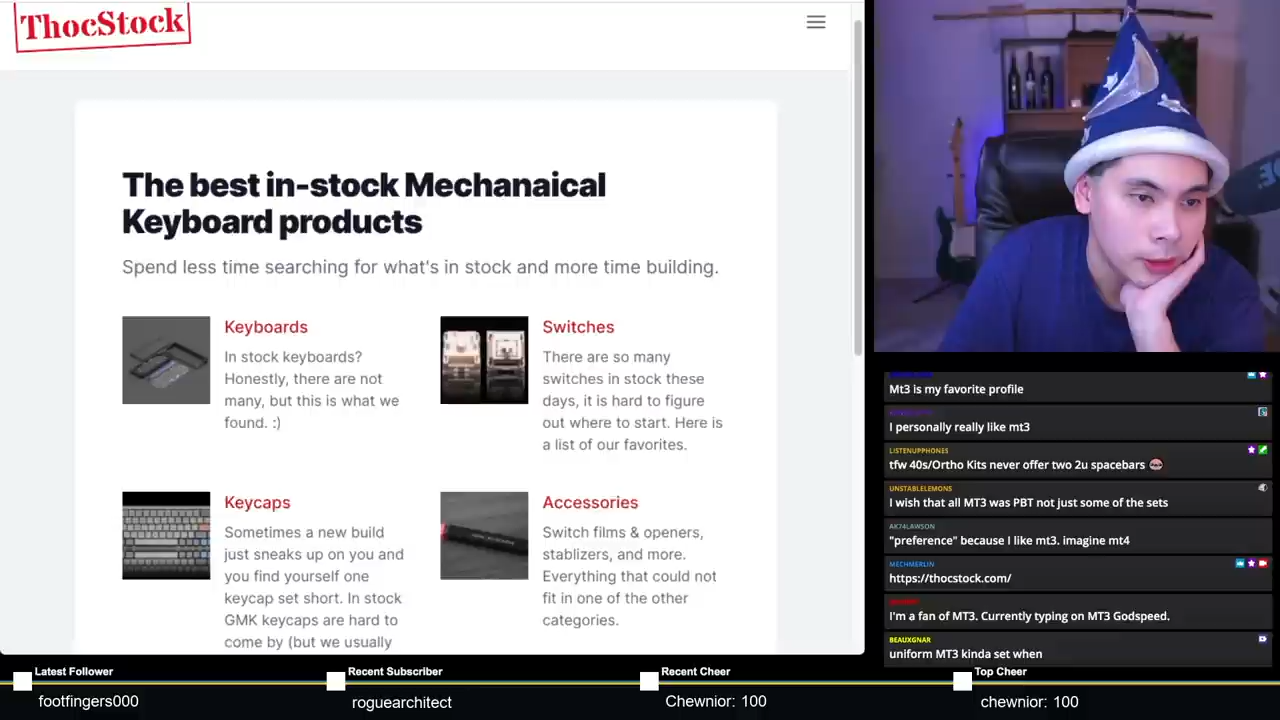 ThocStock
The best in-stock Mechanaical
Keyboard products
Spend less time searching for what's in stock and more time building.
Keyboards
In stock keyboards?
Honestly, there are not
many, but this is what we
found. :)
Switches
There are so many
switches in stock these
days, it is hard to figure
out where to start. Here is
a list of our favorites.
Keycaps
Sometimes a new build
just sneaks up on you and
you find yourself one
keycap set short. In stock
GMK keycaps are hard to
come by (but we usually
Accessories
Switch films & openers,
stablizers, and more.
Everything that could not
fit in one of the other
categories.
Mt3 is my favorite profile
I personally really like mt3
LISTENUPPHONES
tfw 40s/Ortho Kits never offer two 2u spacebars
UNSTABLELEMONS
I wish that all MT3 was PBT not just some of the sets
AK74LAWSON
"preference" because I like mt3. imagine mt4
MECHMERLIN
https://thocstock.com/
I'm a fan of MT3. Currently typing on MT3 Godspeed.
BEAUXGNAR
uniform MT3 kinda set when
Latest Follower
footfingers000
Recent Subscriber
roguearchitect
Recent Cheer
Chewnior: 100
Top Cheer
chewnior: 100